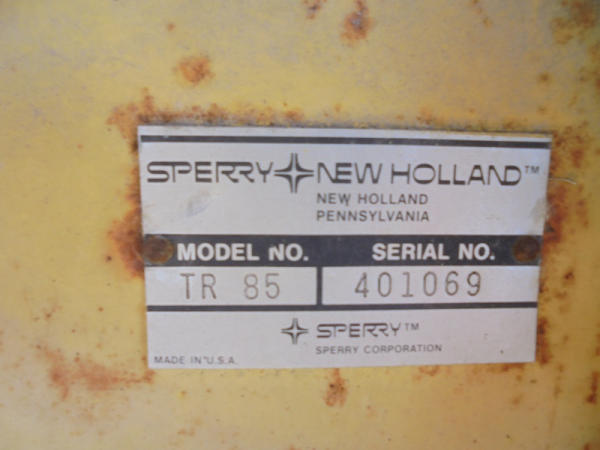 SPERRY NEW HOLLAND™
NEW HOLLAND
PENNSYLVANIA
MODEL NO. SERIAL NO.
TR 85 401069
SPERRY™
SPERRY CORPORATION
MADE IN U.S.A.